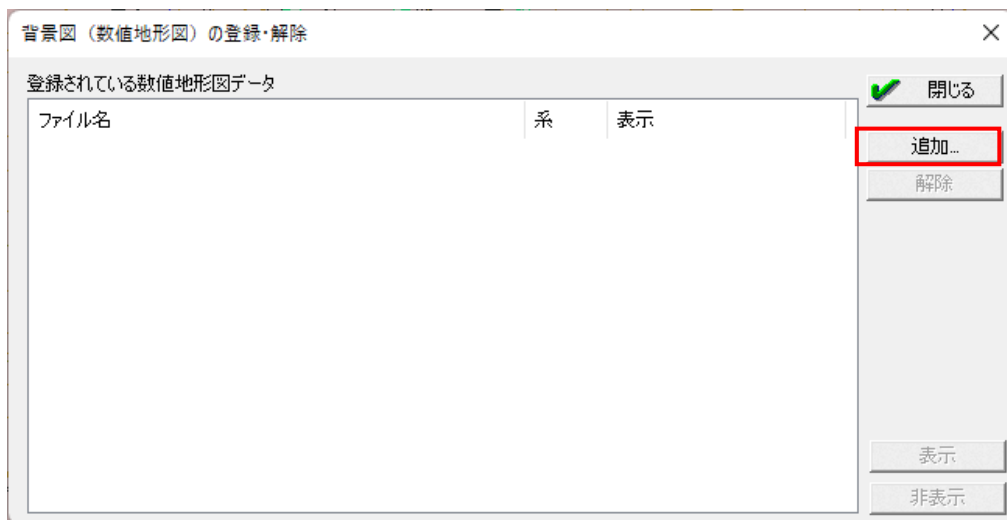 背景図（数値地形図）の登録・解除
登録されている数値地形図データ
閉じる
ファイル名 系 表示
追加...
解除
表示
非表示